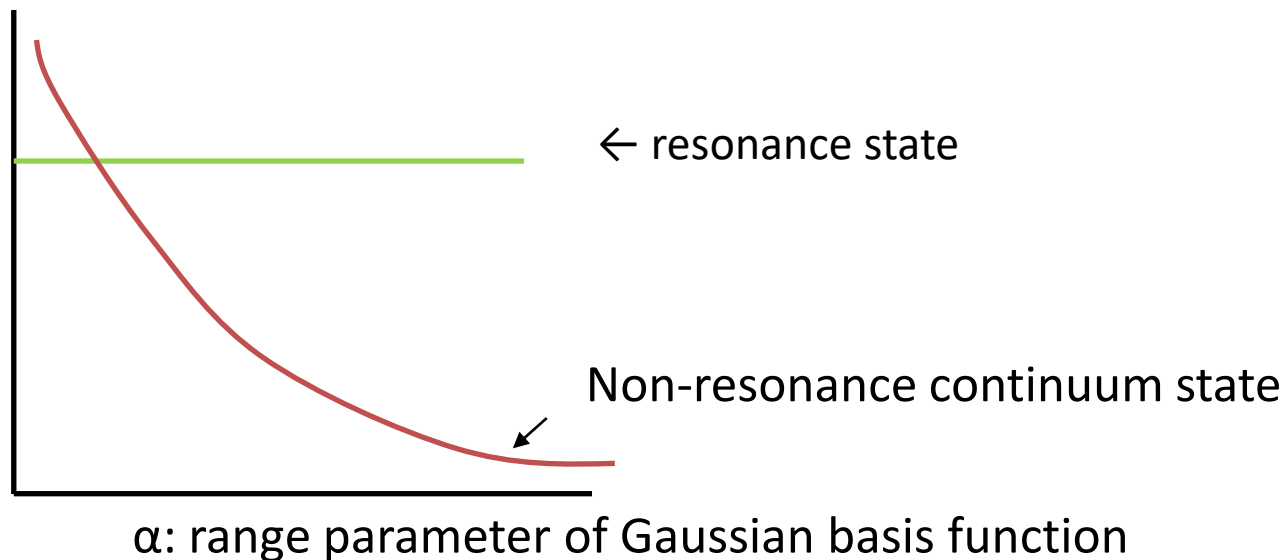 ← resonance state
Non-resonance continuum state
α: range parameter of Gaussian basis function